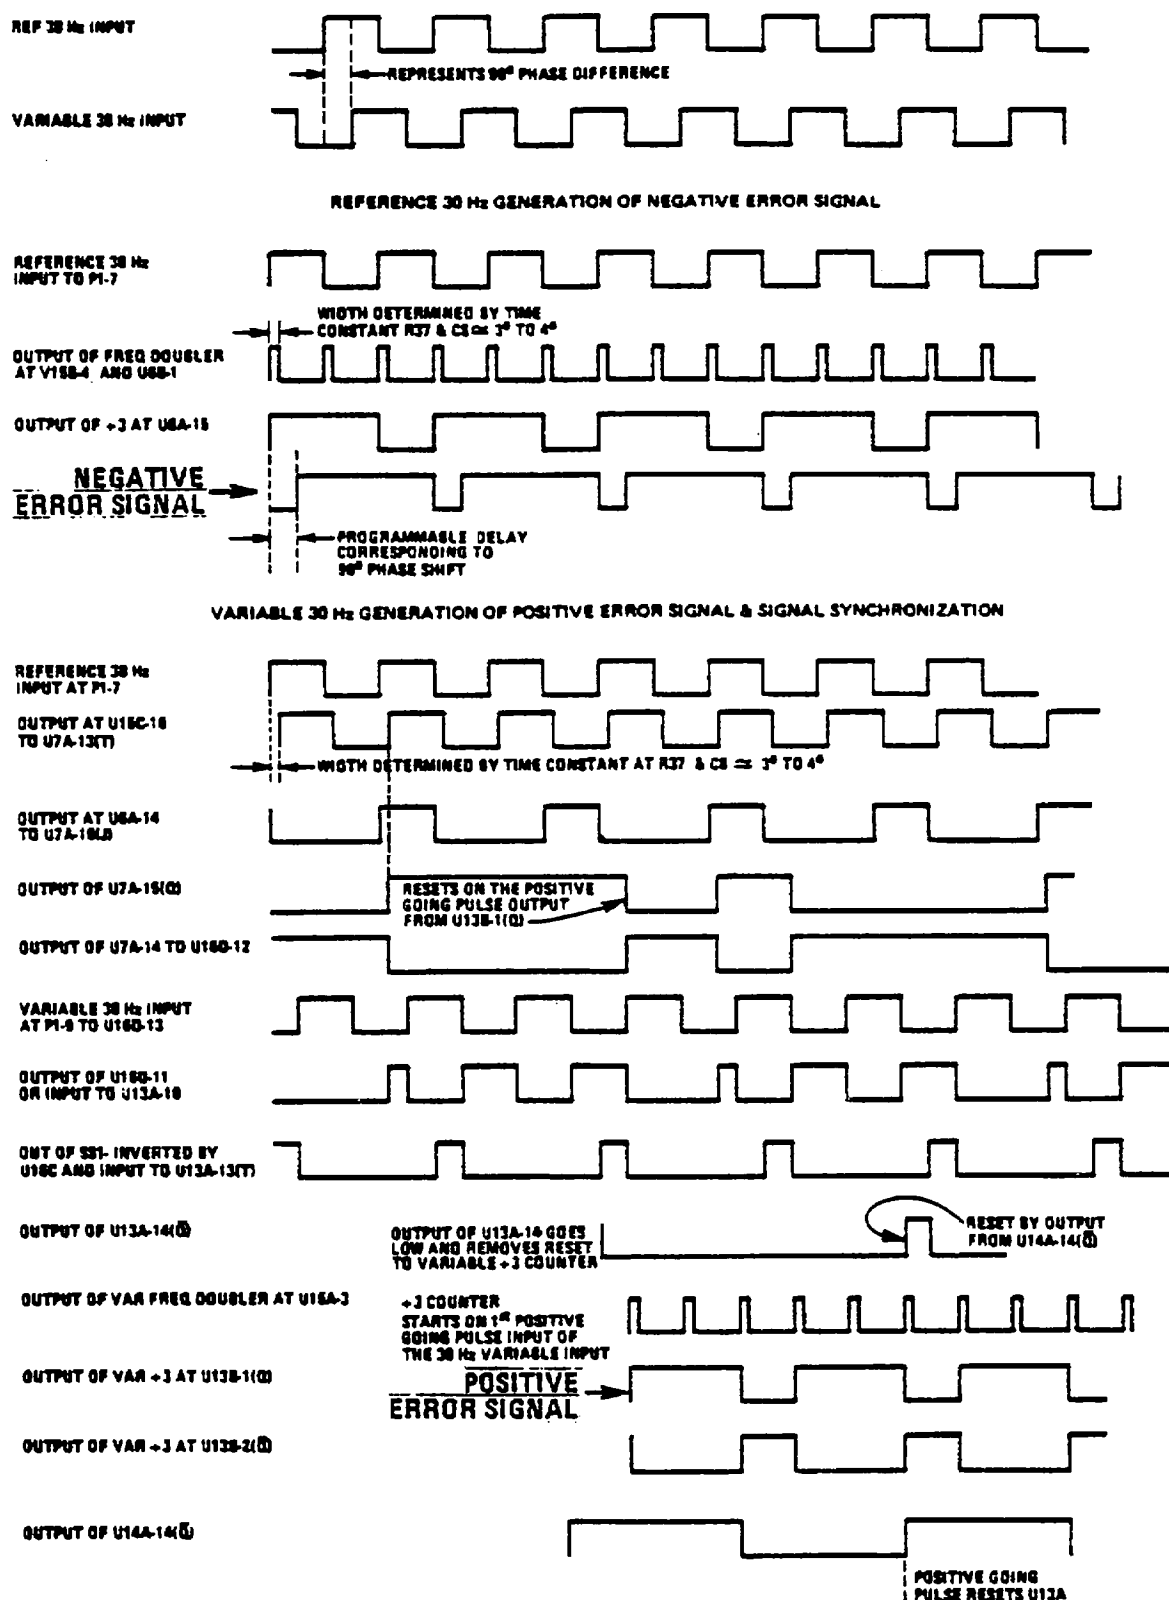 REF 30 Hz INPUT
REPRESENTS 90° PHASE DIFFERENCE
VARIABLE 30 Hz INPUT
REFERENCE 30 Hz GENERATION OF NEGATIVE ERROR SIGNAL
REFERENCE 30 Hz
INPUT TO P1-7
WIDTH DETERMINED BY TIME
CONSTANT R37 & C8 ≃ 3° TO 4°
OUTPUT OF FREQ DOUBLER
AT V15B-4 AND U6B-1
OUTPUT OF ÷3 AT U6A-15
NEGATIVE
ERROR SIGNAL
PROGRAMMABLE DELAY
CORRESPONDING TO
90° PHASE SHIFT
VARIABLE 30 Hz GENERATION OF POSITIVE ERROR SIGNAL & SIGNAL SYNCHRONIZATION
REFERENCE 30 Hz
INPUT AT P1-7
OUTPUT AT U15C-10
TO U7A-13(T)
WIDTH DETERMINED BY TIME CONSTANT AT R37 & C8 ≃ 3° TO 4°
OUTPUT AT U6A-14
TO U7A-10(J)
OUTPUT OF U7A-15(Q)
RESETS ON THE POSITIVE
GOING PULSE OUTPUT
FROM U13B-1(Q)
OUTPUT OF U7A-14 TO U16D-12
VARIABLE 30 Hz INPUT
AT P1-9 TO U16D-13
OUTPUT OF U16D-11
OR INPUT TO U13A-10
OUT OF SS1- INVERTED BY
U16C AND INPUT TO U13A-13(T)
OUTPUT OF U13A-14(Q̅)
OUTPUT OF U13A-14 GOES
LOW AND REMOVES RESET
TO VARIABLE ÷3 COUNTER
RESET BY OUTPUT
FROM U14A-14(Q̅)
OUTPUT OF VAR FREQ DOUBLER AT U15A-3
÷3 COUNTER
STARTS ON 1ST POSITIVE
GOING PULSE INPUT OF
THE 30 Hz VARIABLE INPUT
OUTPUT OF VAR ÷3 AT U13B-1(Q)
POSITIVE
ERROR SIGNAL
OUTPUT OF VAR ÷3 AT U13B-2(Q̅)
OUTPUT OF U14A-14(Q̅)
POSITIVE GOING
PULSE RESETS U13A